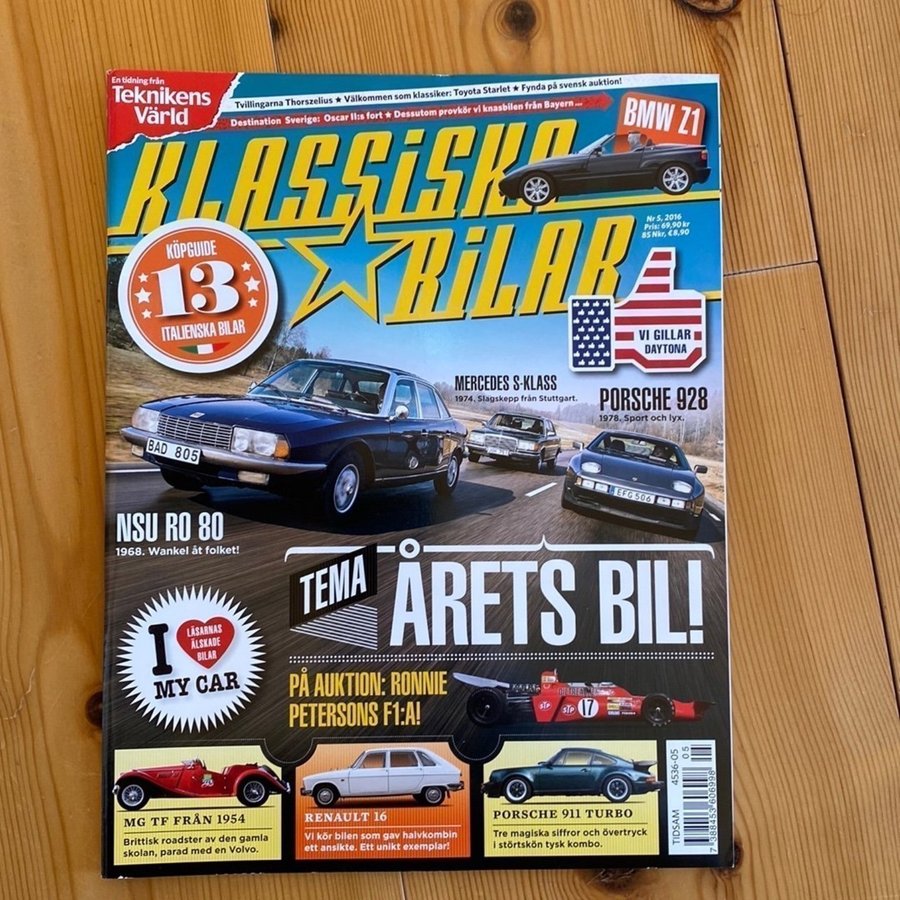 En tidning från
Teknikens
Värld
Tvillingarna Thorszelius ★ Välkommen som klassiker: Toyota Starlet ★ Fynda på svensk auktion!
Destination Sverige: Oscar II:s fort ★ Dessutom provkör vi knasbilen från Bayern...
BMW Z1
KLASSiSKA
BiLAR
Nr 5, 2016
Pris: 69,90 kr
85 Nkr, € 8,90
KÖPGUIDE
13
ITALIENSKA BILAR
VI GILLAR
DAYTONA
MERCEDES S-KLASS
1974. Slagskepp från Stuttgart.
PORSCHE 928
1978. Sport och lyx.
BAD 805
EFG 506
NSU RO 80
1968. Wankel åt folket!
TEMA
ÅRETS BIL!
I
LÄSARNAS
ÄLSKADE
BILAR
MY CAR
PÅ AUKTION: RONNIE
PETERSONS F1:A!
STP
17
STP
MG TF FRÅN 1954
Brittisk roadster av den gamla
skolan, parad med en Volvo.
RENAULT 16
Vi kör bilen som gav halvkombin
ett ansikte. Ett unikt exemplar!
PORSCHE 911 TURBO
Tre magiska siffror och övertryck
i störtskön tysk kombo.
TIDSAM 4536-05
7 388453 606998
05